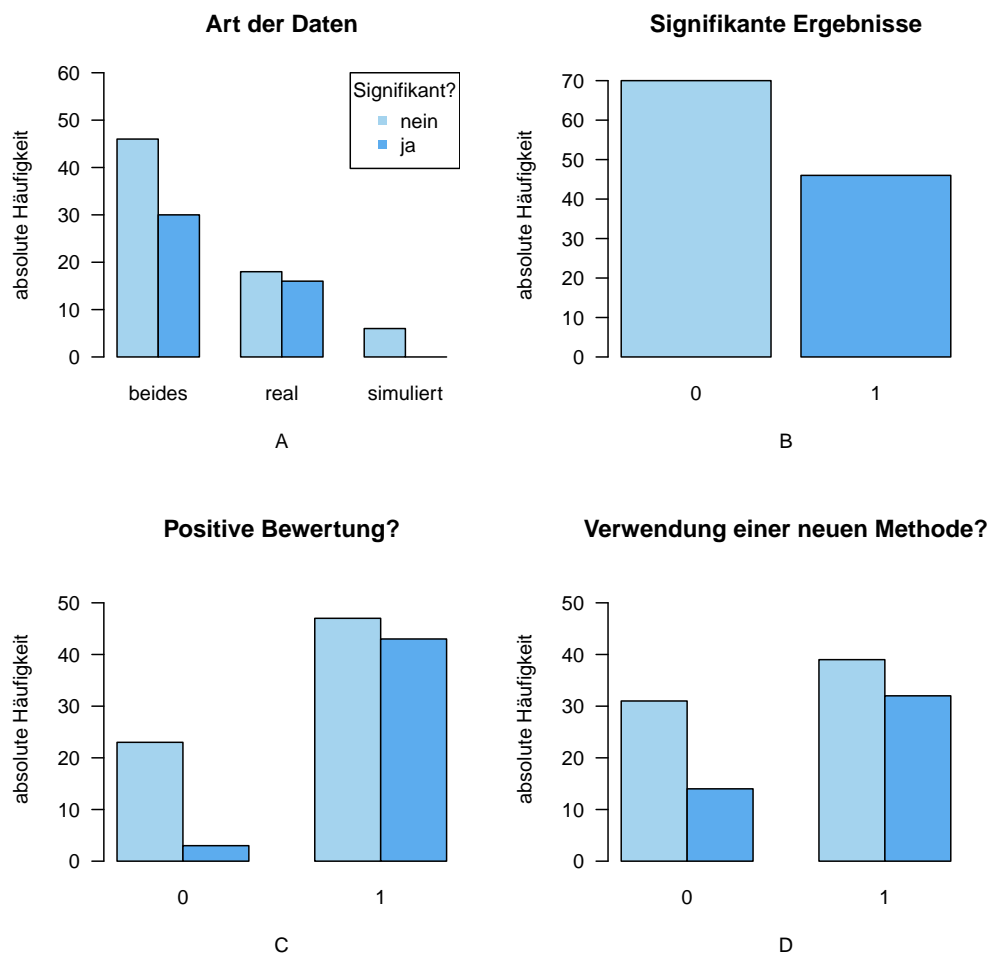 Art der Daten
absolute Häufigkeit
60
50
40
30
20
10
0
Signifikant?
nein
ja
beides real simuliert
A
Signifikante Ergebnisse
absolute Häufigkeit
70
60
50
40
30
20
10
0
0 1
B
Positive Bewertung?
absolute Häufigkeit
50
40
30
20
10
0
0 1
C
Verwendung einer neuen Methode?
absolute Häufigkeit
50
40
30
20
10
0
0 1
D